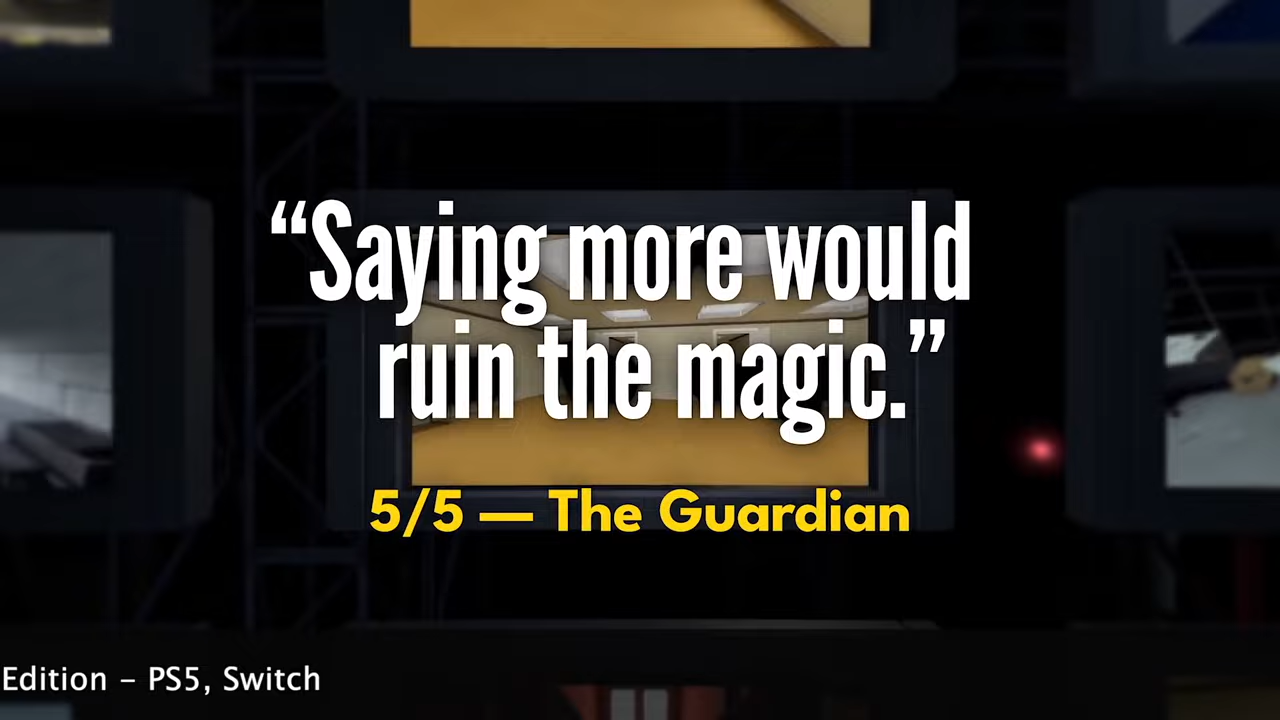 “Saying more would
ruin the magic.”
5/5 — The Guardian
Edition – PS5, Switch